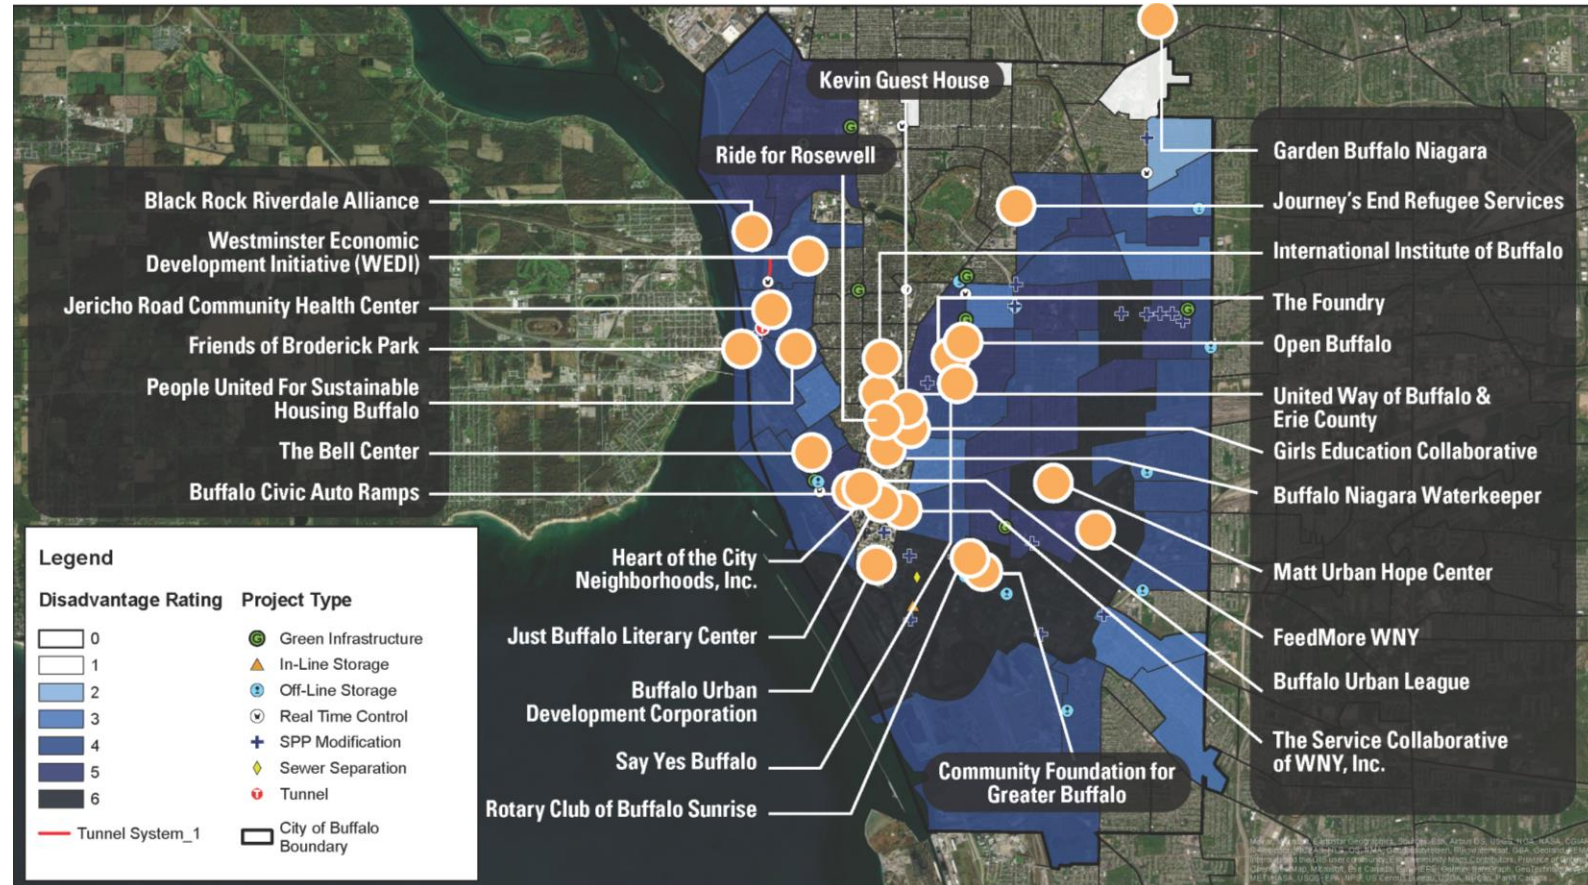 Kevin Guest House
Ride for Rosewell
Black Rock Riverdale Alliance
Westminster Economic
Development Initiative (WEDI)
Jericho Road Community Health Center
Friends of Broderick Park
People United For Sustainable
Housing Buffalo
The Bell Center
Buffalo Civic Auto Ramps
Garden Buffalo Niagara
Journey's End Refugee Services
International Institute of Buffalo
The Foundry
Open Buffalo
United Way of Buffalo &
Erie County
Girls Education Collaborative
Buffalo Niagara Waterkeeper
Matt Urban Hope Center
FeedMore WNY
Buffalo Urban League
The Service Collaborative
of WNY, Inc.
Heart of the City
Neighborhoods, Inc.
Just Buffalo Literary Center
Buffalo Urban
Development Corporation
Say Yes Buffalo
Rotary Club of Buffalo Sunrise
Community Foundation for
Greater Buffalo
Legend
Disadvantage Rating
0
1
2
3
4
5
6
Tunnel System_1
Project Type
G Green Infrastructure
In-Line Storage
Off-Line Storage
Real Time Control
SPP Modification
Sewer Separation
T Tunnel
City of Buffalo
Boundary